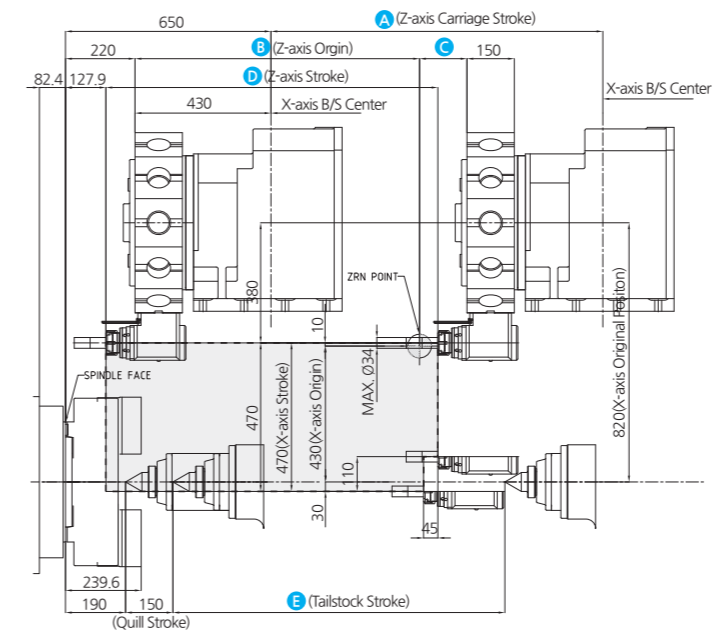 650
A (Z-axis Carriage Stroke)
220
B (Z-axis Orgin)
C
150
82.4
127.9
D (Z-axis Stroke)
X-axis B/S Center
430
X-axis B/S Center
ZRN POINT
380
10
MAX. Ø34
820(X-axis Original Positon)
SPINDLE FACE
470
470(X-axis Stroke)
430(X-axis Origin)
110
30
45
239.6
190
150
E (Tailstock Stroke)
(Quill Stroke)